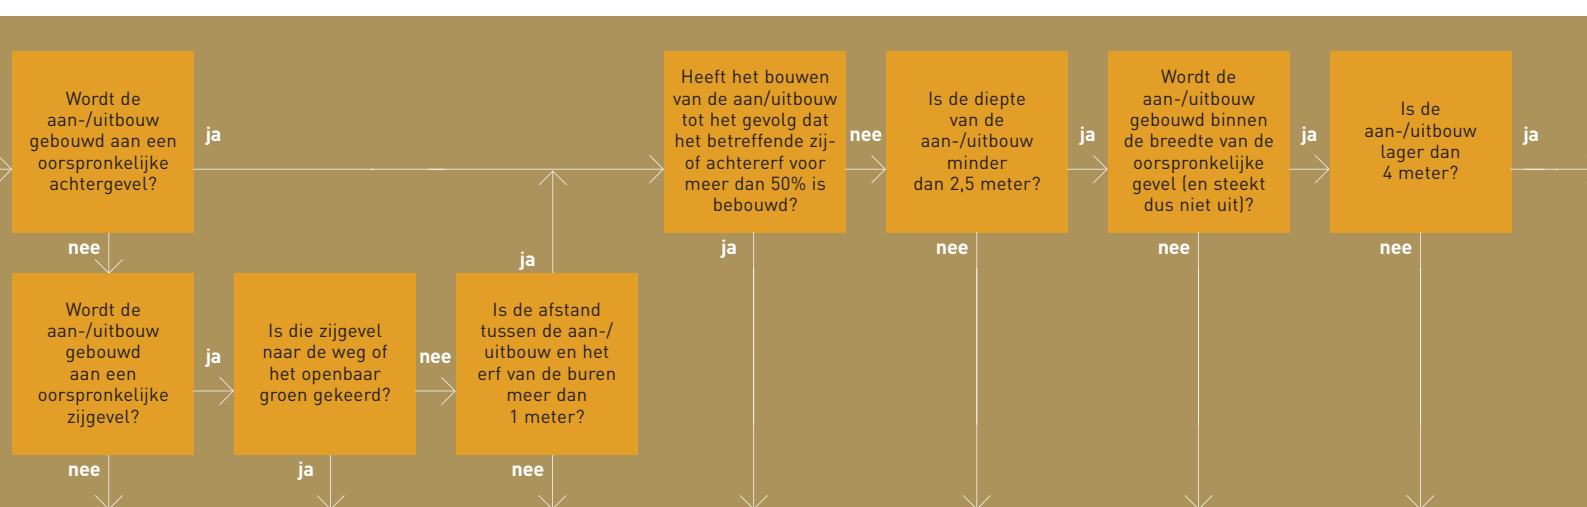 Wordt de
aan-/uitbouw
gebouwd aan een
oorspronkelijke
achtergevel?
ja
nee
Heeft het bouwen
van de aan/uitbouw
tot het gevolg dat
het betreffende zij-
of achtererf voor
meer dan 50% is
bebouwd?
nee
ja
Is de diepte
van de
aan-/uitbouw
minder
dan 2,5 meter?
ja
nee
Wordt de
aan-/uitbouw
gebouwd binnen
de breedte van de
oorspronkelijke
gevel (en steekt
dus niet uit)?
ja
nee
Is de
aan-/uitbouw
lager dan
4 meter?
ja
nee
Wordt de
aan-/uitbouw
gebouwd
aan een
oorspronkelijke
zijgevel?
ja
nee
Is die zijgevel
naar de weg of
het openbaar
groen gekeerd?
nee
ja
Is de afstand
tussen de aan-/
uitbouw en het
erf van de buren
meer dan
1 meter?
ja
nee